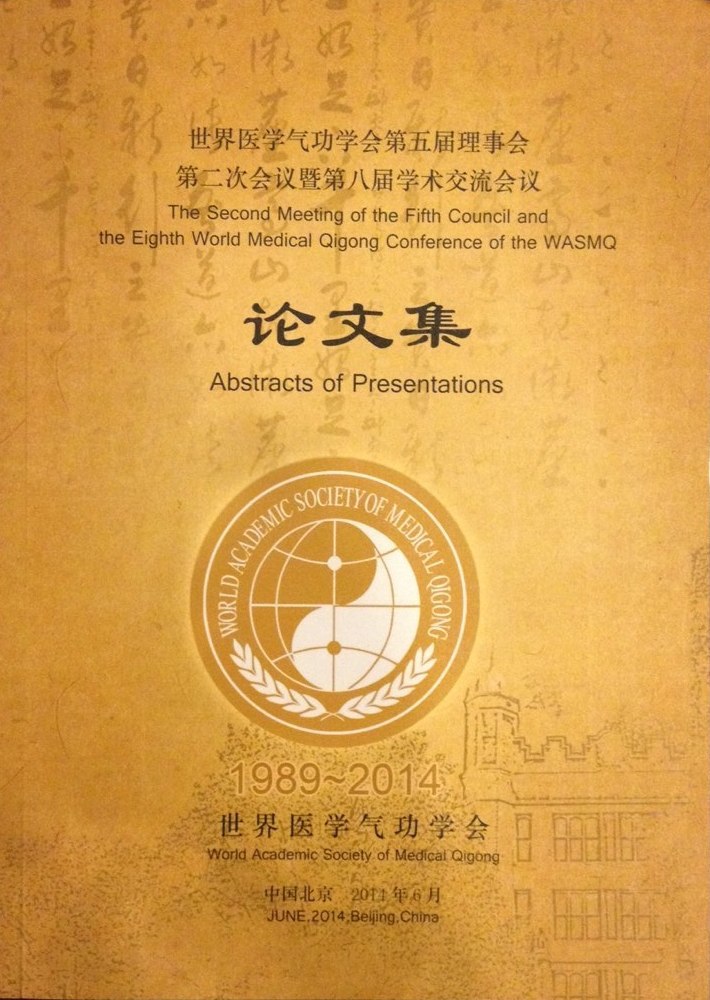 世界医学气功学会第五届理事会
第二次会议暨第八届学术交流会议
The Second Meeting of the Fifth Council and
the Eighth World Medical Qigong Conference of the WASMQ
论文集
Abstracts of Presentations
WORLD ACADEMIC SOCIETY OF MEDICAL QIGONG
1989~2014
世界医学气功学会
World Academic Society of Medical Qigong
中国北京 2014年6月
JUNE,2014,Beijing,China